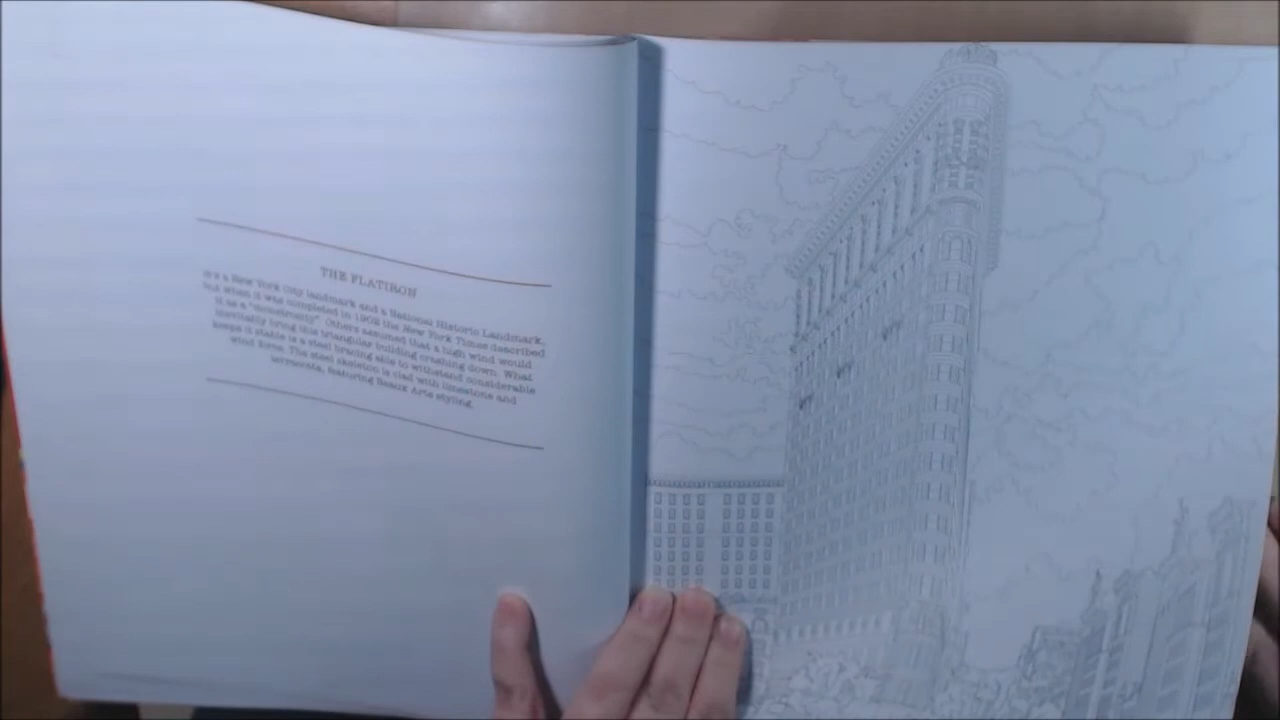 THE FLATIRON
It's a New York City landmark and a National Historic Landmark,
but when it was completed in 1902 the New York Times described
it as a "monstrosity". Others assumed that a high wind would
inevitably bring this triangular building crashing down. What
keeps it stable is a steel bracing able to withstand considerable
wind force. The steel skeleton is clad with limestone and
terracotta, featuring Beaux Arts styling.